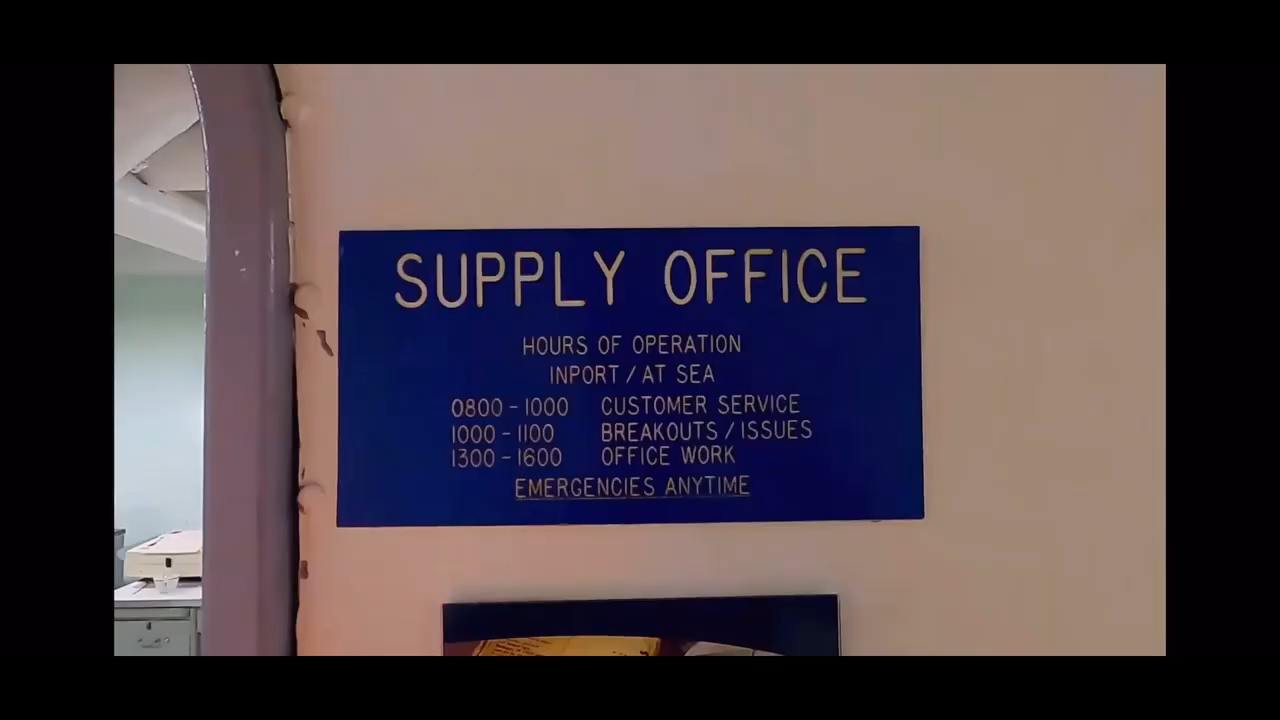 SUPPLY OFFICE
HOURS OF OPERATION
INPORT / AT SEA
0800 - 1000 CUSTOMER SERVICE
1000 - 1100 BREAKOUTS / ISSUES
1300 - 1600 OFFICE WORK
EMERGENCIES ANYTIME